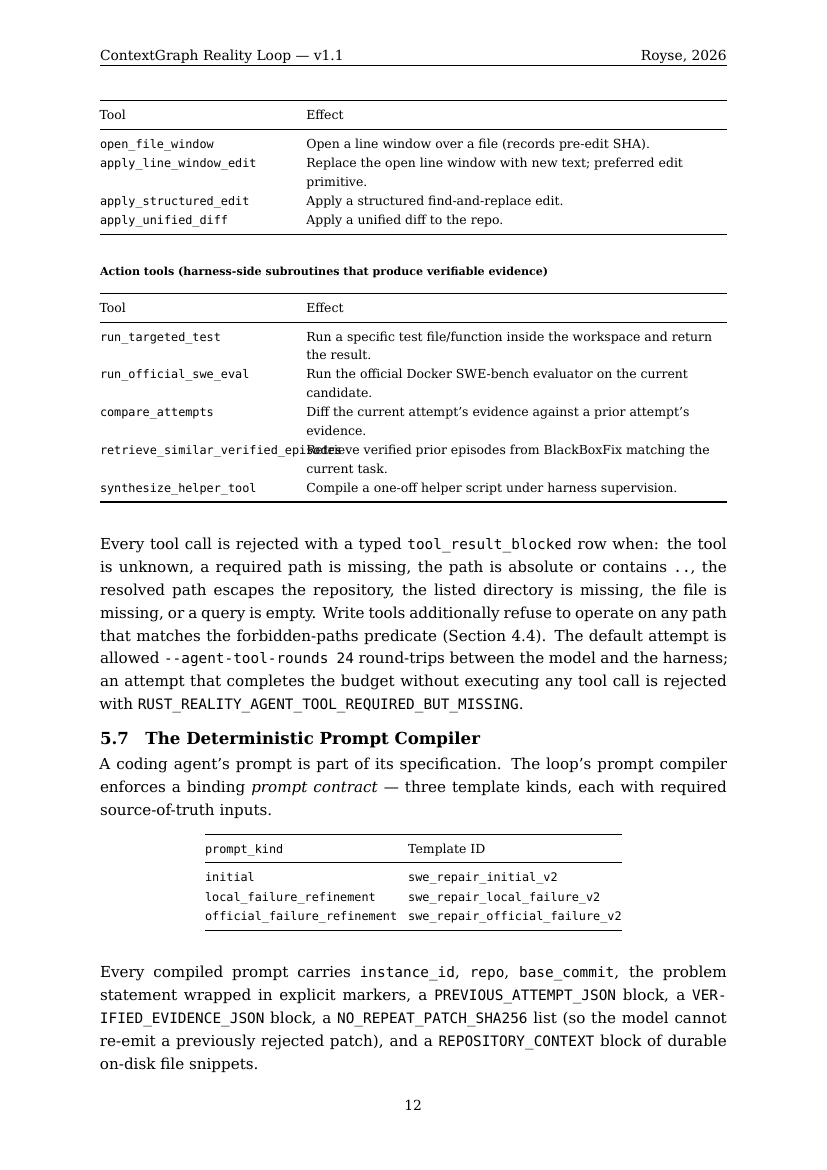 ContextGraph Reality Loop — v1.1 Royse, 2026
Tool Effect
open_file_window Open a line window over a file (records pre-edit SHA).
apply_line_window_edit Replace the open line window with new text; preferred edit
primitive.
apply_structured_edit Apply a structured find-and-replace edit.
apply_unified_diff Apply a unified diff to the repo.
Action tools (harness-side subroutines that produce verifiable evidence)
Tool Effect
run_targeted_test Run a specific test file/function inside the workspace and return
the result.
run_official_swe_eval Run the official Docker SWE-bench evaluator on the current
candidate.
compare_attempts Diff the current attempt’s evidence against a prior attempt’s
evidence.
retrieve_similar_verified_episodes Retrieve verified prior episodes from BlackBoxFix matching the
current task.
synthesize_helper_tool Compile a one-off helper script under harness supervision.
Every tool call is rejected with a typed tool_result_blocked row when: the tool
is unknown, a required path is missing, the path is absolute or contains .., the
resolved path escapes the repository, the listed directory is missing, the file is
missing, or a query is empty. Write tools additionally refuse to operate on any path
that matches the forbidden-paths predicate (Section 4.4). The default attempt is
allowed --agent-tool-rounds 24 round-trips between the model and the harness;
an attempt that completes the budget without executing any tool call is rejected
with RUST_REALITY_AGENT_TOOL_REQUIRED_BUT_MISSING.
5.7 The Deterministic Prompt Compiler
A coding agent’s prompt is part of its specification. The loop’s prompt compiler
enforces a binding prompt contract — three template kinds, each with required
source-of-truth inputs.
prompt_kind Template ID
initial swe_repair_initial_v2
local_failure_refinement swe_repair_local_failure_v2
official_failure_refinement swe_repair_official_failure_v2
Every compiled prompt carries instance_id, repo, base_commit, the problem
statement wrapped in explicit markers, a PREVIOUS_ATTEMPT_JSON block, a VER-
IFIED_EVIDENCE_JSON block, a NO_REPEAT_PATCH_SHA256 list (so the model cannot
re-emit a previously rejected patch), and a REPOSITORY_CONTEXT block of durable
on-disk file snippets.
12